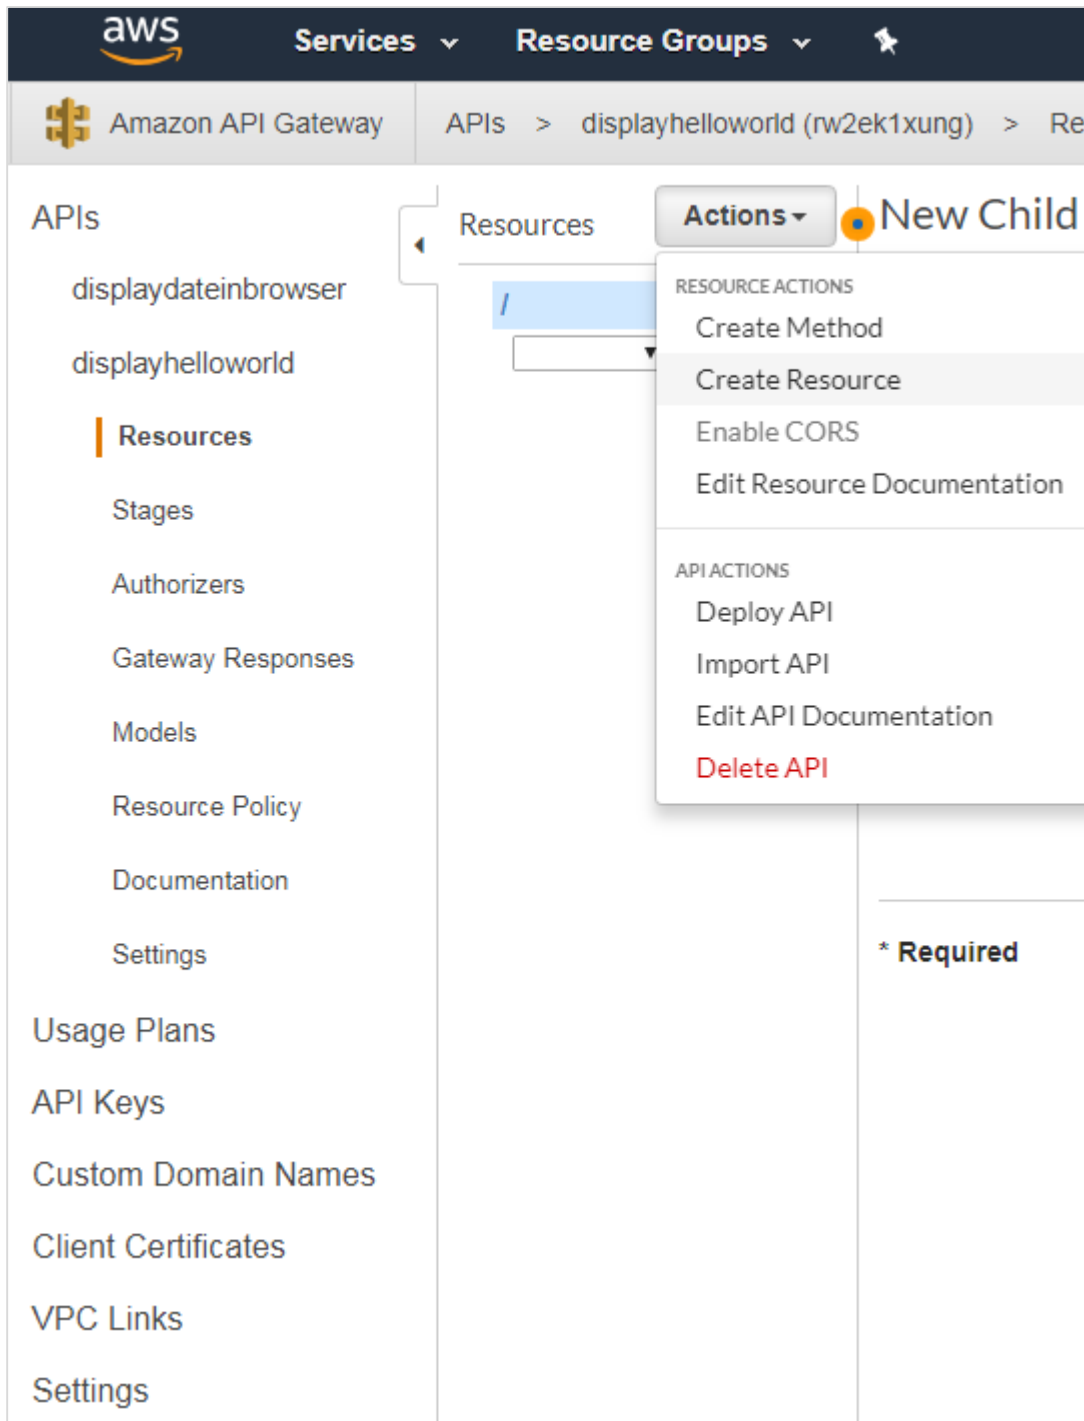 aws Services Resource Groups
Amazon API Gateway APIs > displayhelloworld (rw2ek1xung) > Re
APIs
displaydateinbrowser
displayhelloworld
Resources
Stages
Authorizers
Gateway Responses
Models
Resource Policy
Documentation
Settings
Usage Plans
API Keys
Custom Domain Names
Client Certificates
VPC Links
Settings
Resources
Actions
/
RESOURCE ACTIONS
Create Method
Create Resource
Enable CORS
Edit Resource Documentation
API ACTIONS
Deploy API
Import API
Edit API Documentation
Delete API
New Child
* Required